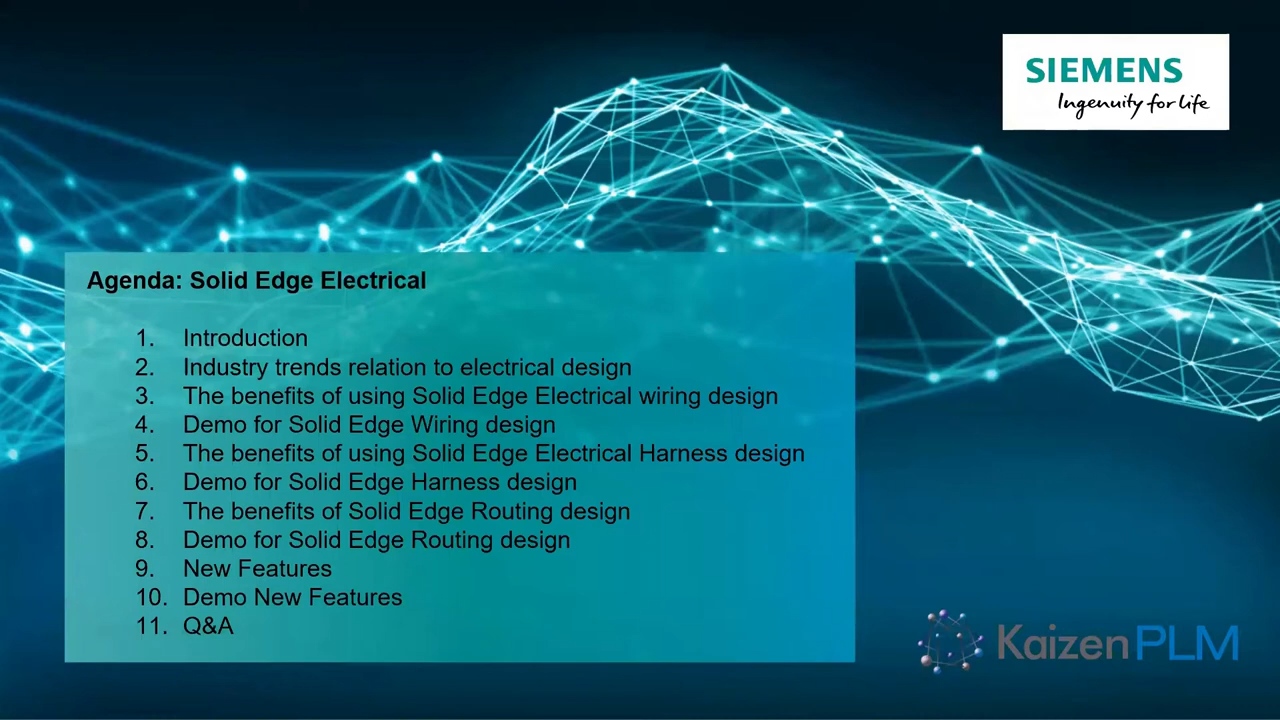 SIEMENS
Ingenuity for life
Agenda: Solid Edge Electrical
1. Introduction
2. Industry trends relation to electrical design
3. The benefits of using Solid Edge Electrical wiring design
4. Demo for Solid Edge Wiring design
5. The benefits of using Solid Edge Electrical Harness design
6. Demo for Solid Edge Harness design
7. The benefits of Solid Edge Routing design
8. Demo for Solid Edge Routing design
9. New Features
10. Demo New Features
11. Q&A
Kaizen PLM